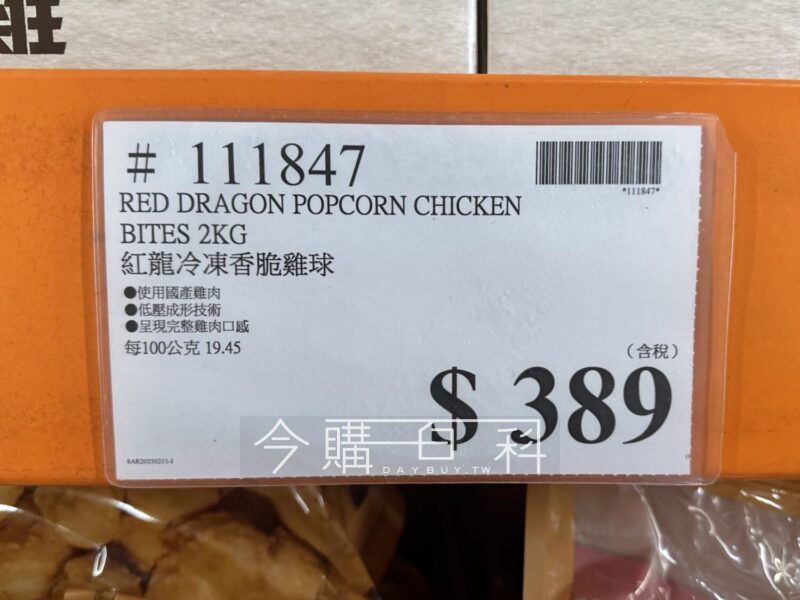 雞
# 111847
*111847*
RED DRAGON POPCORN CHICKEN
BITES 2KG
紅龍冷凍香脆雞球
●使用國產雞肉
●低壓成形技術
●呈現完整雞肉口感
每100公克 19.45
(含稅)
$ 389
今購百科
DAYBUY.TW
SAR20250211-I